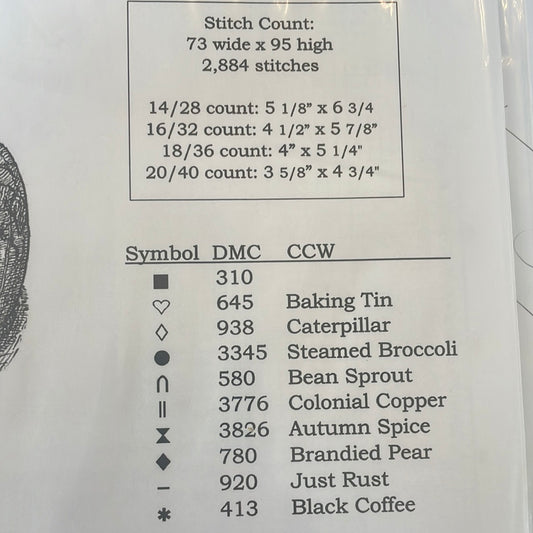 Stitch Count:
73 wide x 95 high
2,884 stitches
14/28 count: 5 1/8" x 6 3/4
16/32 count: 4 1/2" x 5 7/8"
18/36 count: 4" x 5 1/4"
20/40 count: 3 5/8" x 4 3/4"
Symbol DMC CCW
■ 310
♡ 645 Baking Tin
◇ 938 Caterpillar
● 3345 Steamed Broccoli
∩ 580 Bean Sprout
|| 3776 Colonial Copper
⧗ 3826 Autumn Spice
◆ 780 Brandied Pear
– 920 Just Rust
✱ 413 Black Coffee